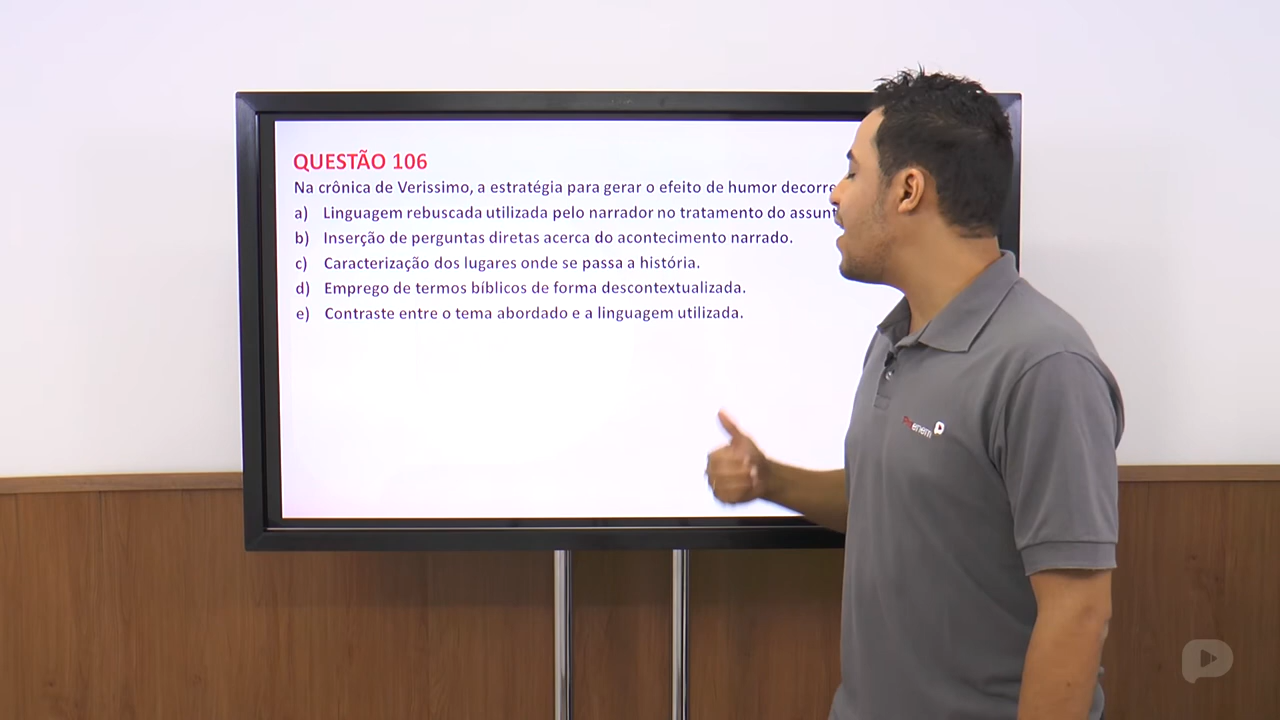 QUESTÃO 106
Na crônica de Verissimo, a estratégia para gerar o efeito de humor decorre
a) Linguagem rebuscada utilizada pelo narrador no tratamento do
b) Inserção de perguntas diretas acerca do acontecimento narrado.
c) Caracterização dos lugares onde se passa a história.
d) Emprego de termos bíblicos de forma descontextualizada.
e) Contraste entre o tema abordado e a linguagem utilizada.